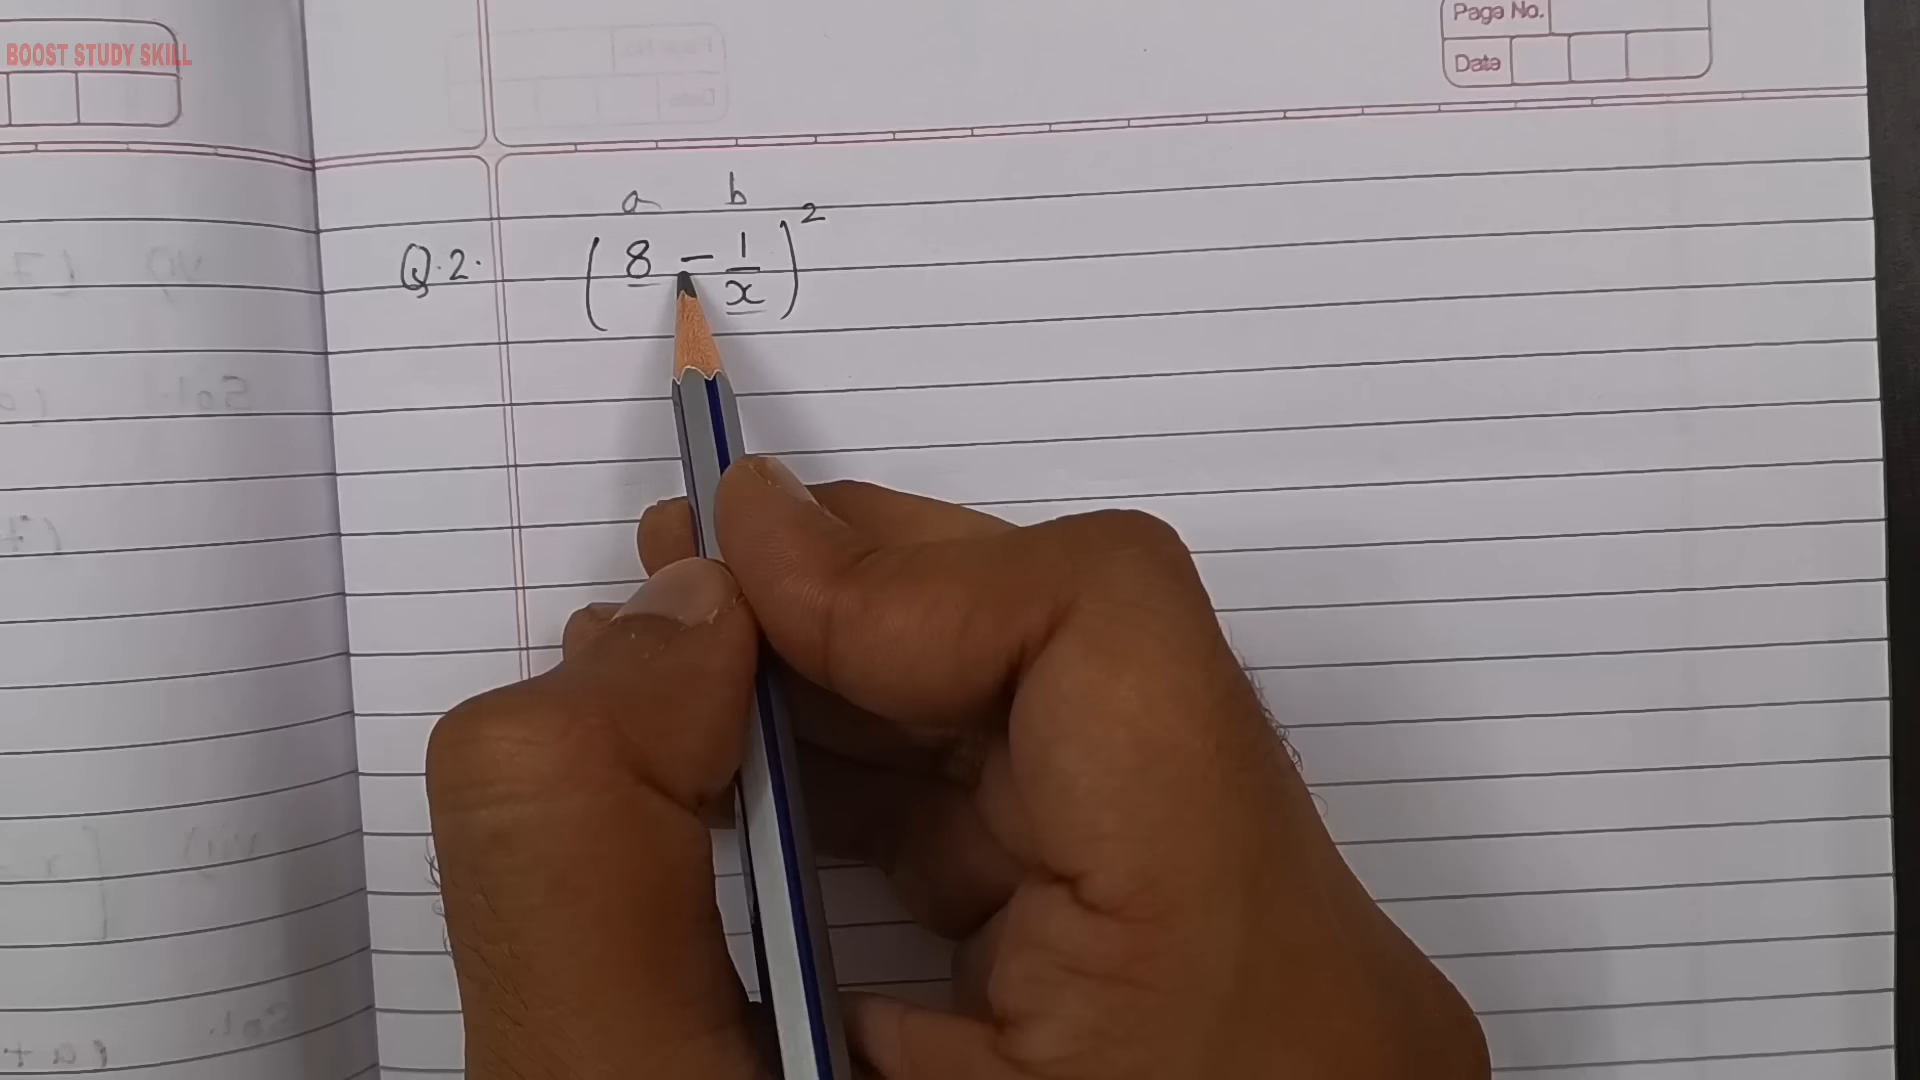 BOOST STUDY SKILL
Page No.
Date
a b
Q.2. (8 - 1/x)²